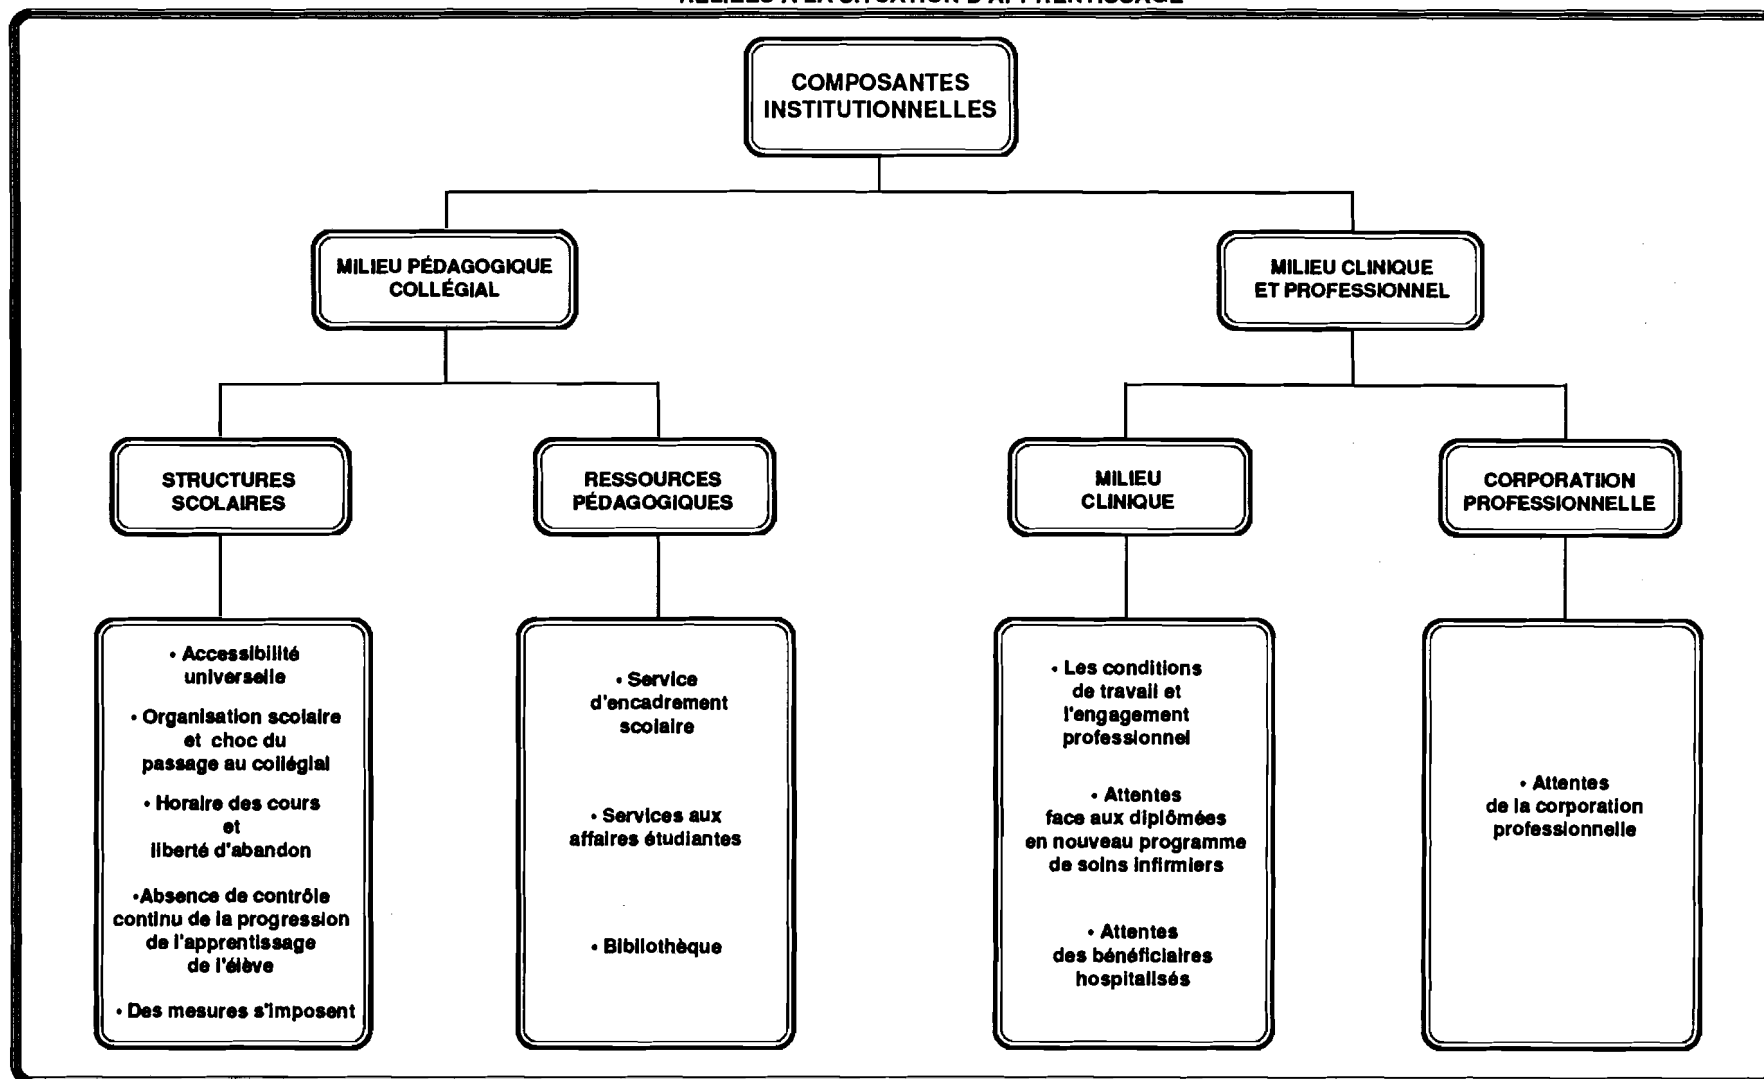 RELIÉES À LA SITUATION D'APPRENTISSAGE
COMPOSANTES
INSTITUTIONNELLES
MILIEU PÉDAGOGIQUE
COLLÉGIAL
MILIEU CLINIQUE
ET PROFESSIONNEL
STRUCTURES
SCOLAIRES
RESSOURCES
PÉDAGOGIQUES
MILIEU
CLINIQUE
CORPORATIION
PROFESSIONNELLE
• Accessibilité
universelle
• Organisation scolaire
et choc du
passage au collégial
• Horaire des cours
et
liberté d'abandon
•Absence de contrôle
continu de la progression
de l'apprentissage
de l'élève
• Des mesures s'imposent
• Service
d'encadrement
scolaire
• Services aux
affaires étudiantes
• Bibliothèque
• Les conditions
de travail et
l'engagement
professionnel
• Attentes
face aux diplômées
en nouveau programme
de soins infirmiers
• Attentes
des bénéficiaires
hospitalisés
• Attentes
de la corporation
professionnelle